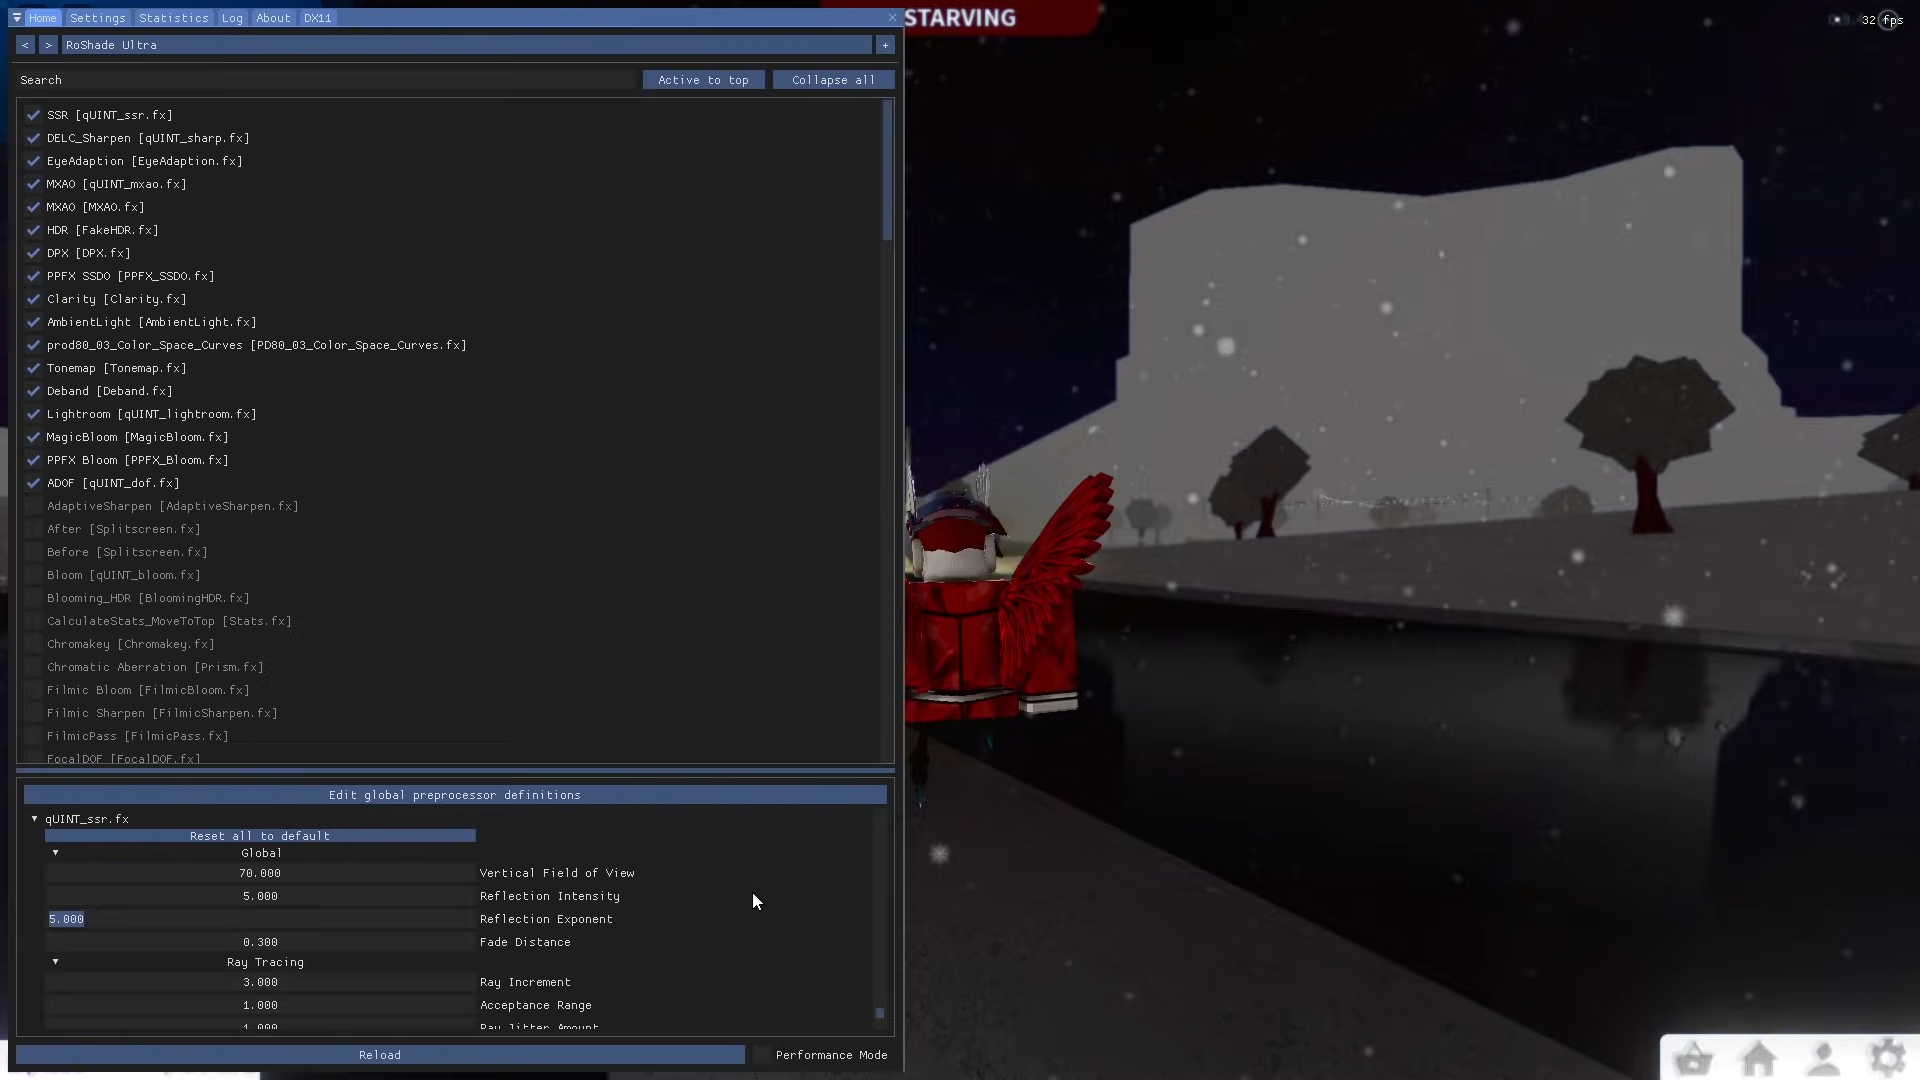 Home Settings Statistics Log About DX11
STARVING
32 fps
< > RoShade Ultra +
Search Active to top Collapse all
SSR [qUINT_ssr.fx]
DELC_Sharpen [qUINT_sharp.fx]
EyeAdaption [EyeAdaption.fx]
MXAO [qUINT_mxao.fx]
MXAO [MXAO.fx]
HDR [FakeHDR.fx]
DPX [DPX.fx]
PPFX SSDO [PPFX_SSDO.fx]
Clarity [Clarity.fx]
AmbientLight [AmbientLight.fx]
prod80_03_Color_Space_Curves [PD80_03_Color_Space_Curves.fx]
Tonemap [Tonemap.fx]
Deband [Deband.fx]
Lightroom [qUINT_lightroom.fx]
MagicBloom [MagicBloom.fx]
PPFX Bloom [PPFX_Bloom.fx]
ADOF [qUINT_dof.fx]
AdaptiveSharpen [AdaptiveSharpen.fx]
After [Splitscreen.fx]
Before [Splitscreen.fx]
Bloom [qUINT_bloom.fx]
Blooming_HDR [BloomingHDR.fx]
CalculateStats_MoveToTop [Stats.fx]
Chromakey [Chromakey.fx]
Chromatic Aberration [Prism.fx]
Filmic Bloom [FilmicBloom.fx]
Filmic Sharpen [FilmicSharpen.fx]
FilmicPass [FilmicPass.fx]
FocalDOF [FocalDOF.fx]
Edit global preprocessor definitions
qUINT_ssr.fx
Reset all to default
Global
70.000 Vertical Field of View
5.000 Reflection Intensity
5.000 Reflection Exponent
0.300 Fade Distance
Ray Tracing
3.000 Ray Increment
1.000 Acceptance Range
1.000 Ray Jitter Amount
Reload Performance Mode